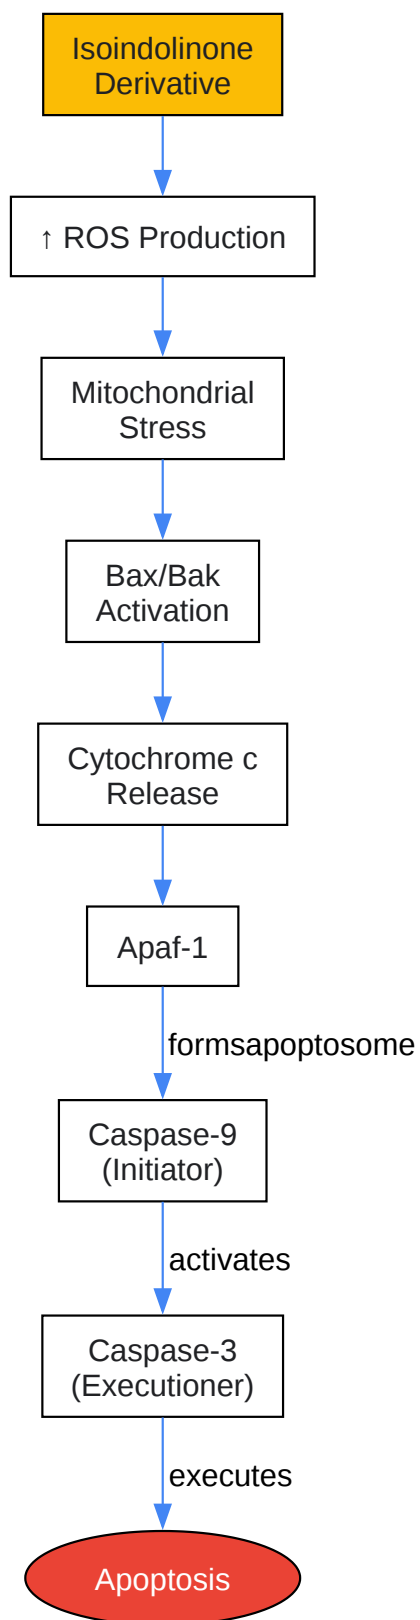 Isoindolinone
Derivative
↑ ROS Production
Mitochondrial
Stress
Bax/Bak
Activation
Cytochrome c
Release
Apaf-1
formsapoptosome
Caspase-9
(Initiator)
activates
Caspase-3
(Executioner)
executes
Apoptosis